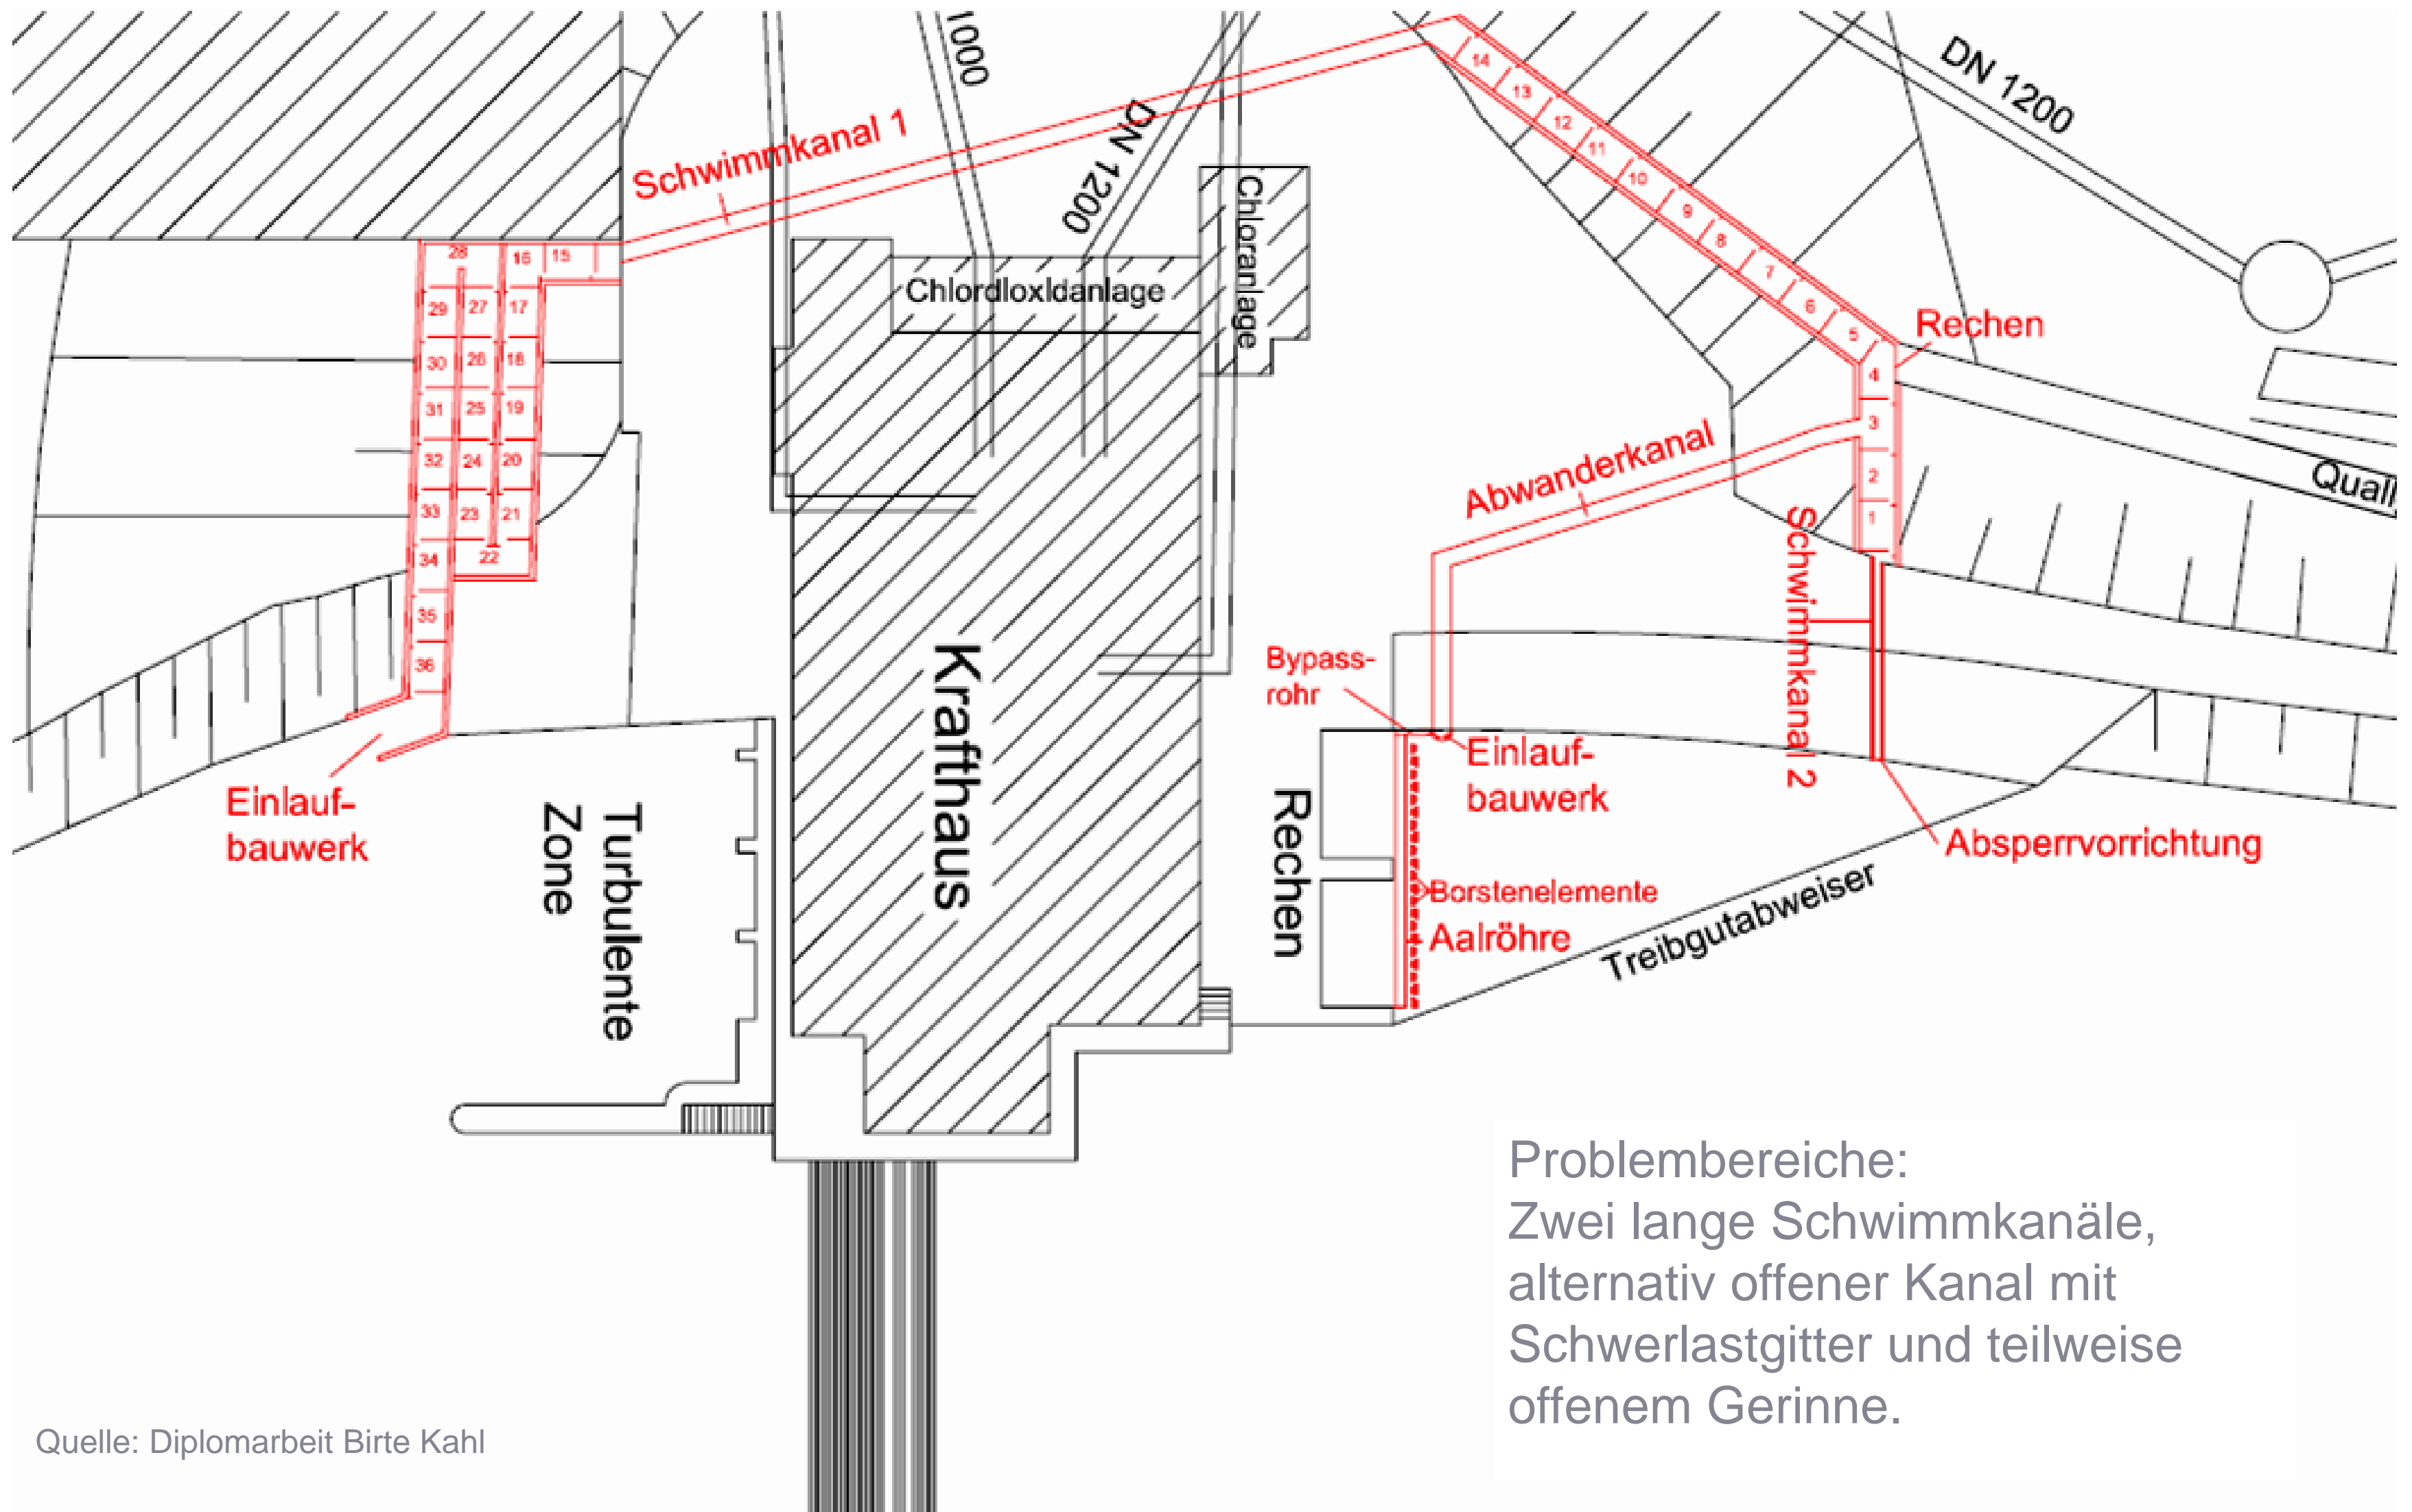 1000
DN 1200
DN 1200
Schwimmkanal 1
Chloranlage
Chlordloxldanlage
14
13
12
11
10
9
8
7
6
5
4
3
2
1
Rechen
28
16
15
29
27
17
30
26
18
31
25
19
32
24
20
33
23
21
34
22
35
36
Abwanderkanal
Quall
Schwimmkanal 2
Krafthaus
Bypass-
rohr
Einlauf-
bauwerk
Einlauf-
bauwerk
Turbulente
Zone
Rechen
Absperrvorrichtung
Borstenelemente
Aalröhre
Treibgutabweiser
Problembereiche:
Zwei lange Schwimmkanäle,
alternativ offener Kanal mit
Schwerlastgitter und teilweise
offenem Gerinne.
Quelle: Diplomarbeit Birte Kahl